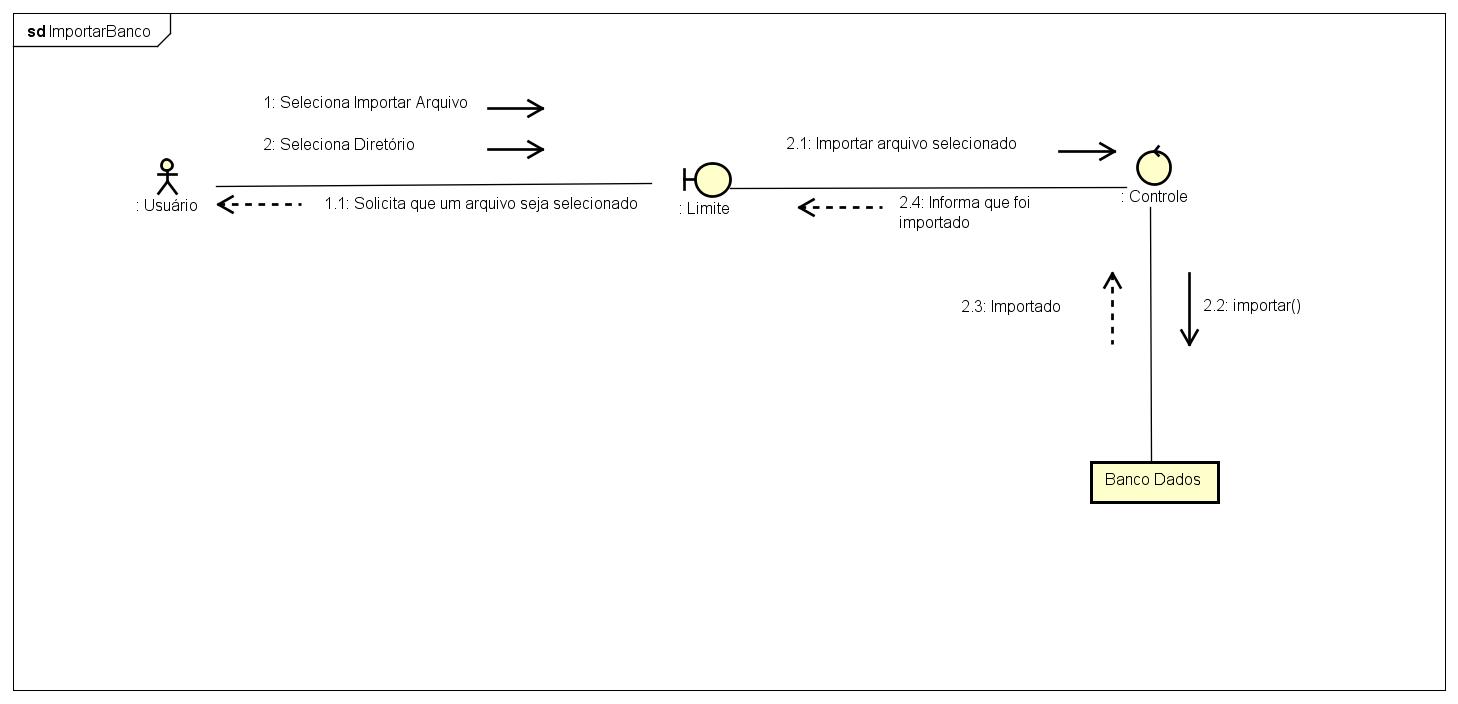 sd ImportarBanco
1: Seleciona Importar Arquivo
2: Seleciona Diretório
2.1: Importar arquivo selecionado
: Usuário
1.1: Solicita que um arquivo seja selecionado
: Limite
2.4: Informa que foi
importado
: Controle
2.3: Importado
2.2: importar()
Banco Dados